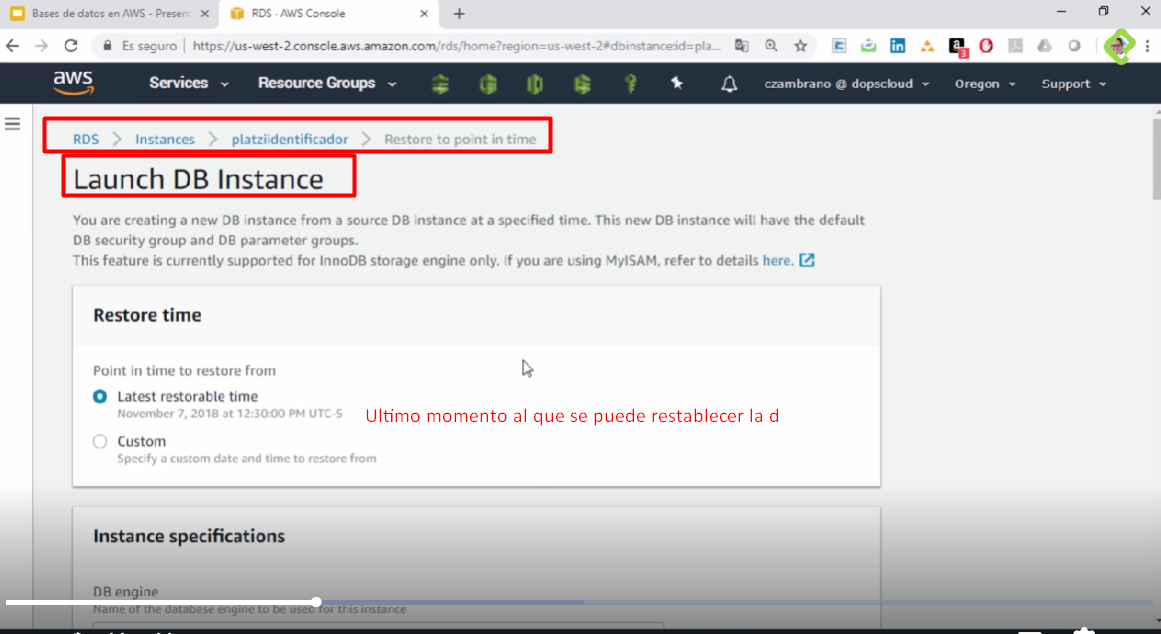 Bases de datos en AWS - Present
RDS - AWS Console
Es seguro
https://us-west-2.console.aws.amazon.com/rds/home?region=us-west-2#dbinstance:id=pla...
aws
Services
Resource Groups
czambrano @ dopscloud
Oregon
Support
RDS > Instances > platziidentificador > Restore to point in time
Launch DB Instance
You are creating a new DB instance from a source DB instance at a specified time. This new DB instance will have the default
DB security group and DB parameter groups.
This feature is currently supported for InnoDB storage engine only. If you are using MyISAM, refer to details here.
Restore time
Point in time to restore from
Latest restorable time
November 7, 2018 at 12:30:00 PM UTC-5
Ultimo momento al que se puede restablecer la d
Custom
Specify a custom date and time to restore from
Instance specifications
DB engine
Name of the database engine to be used for this instance